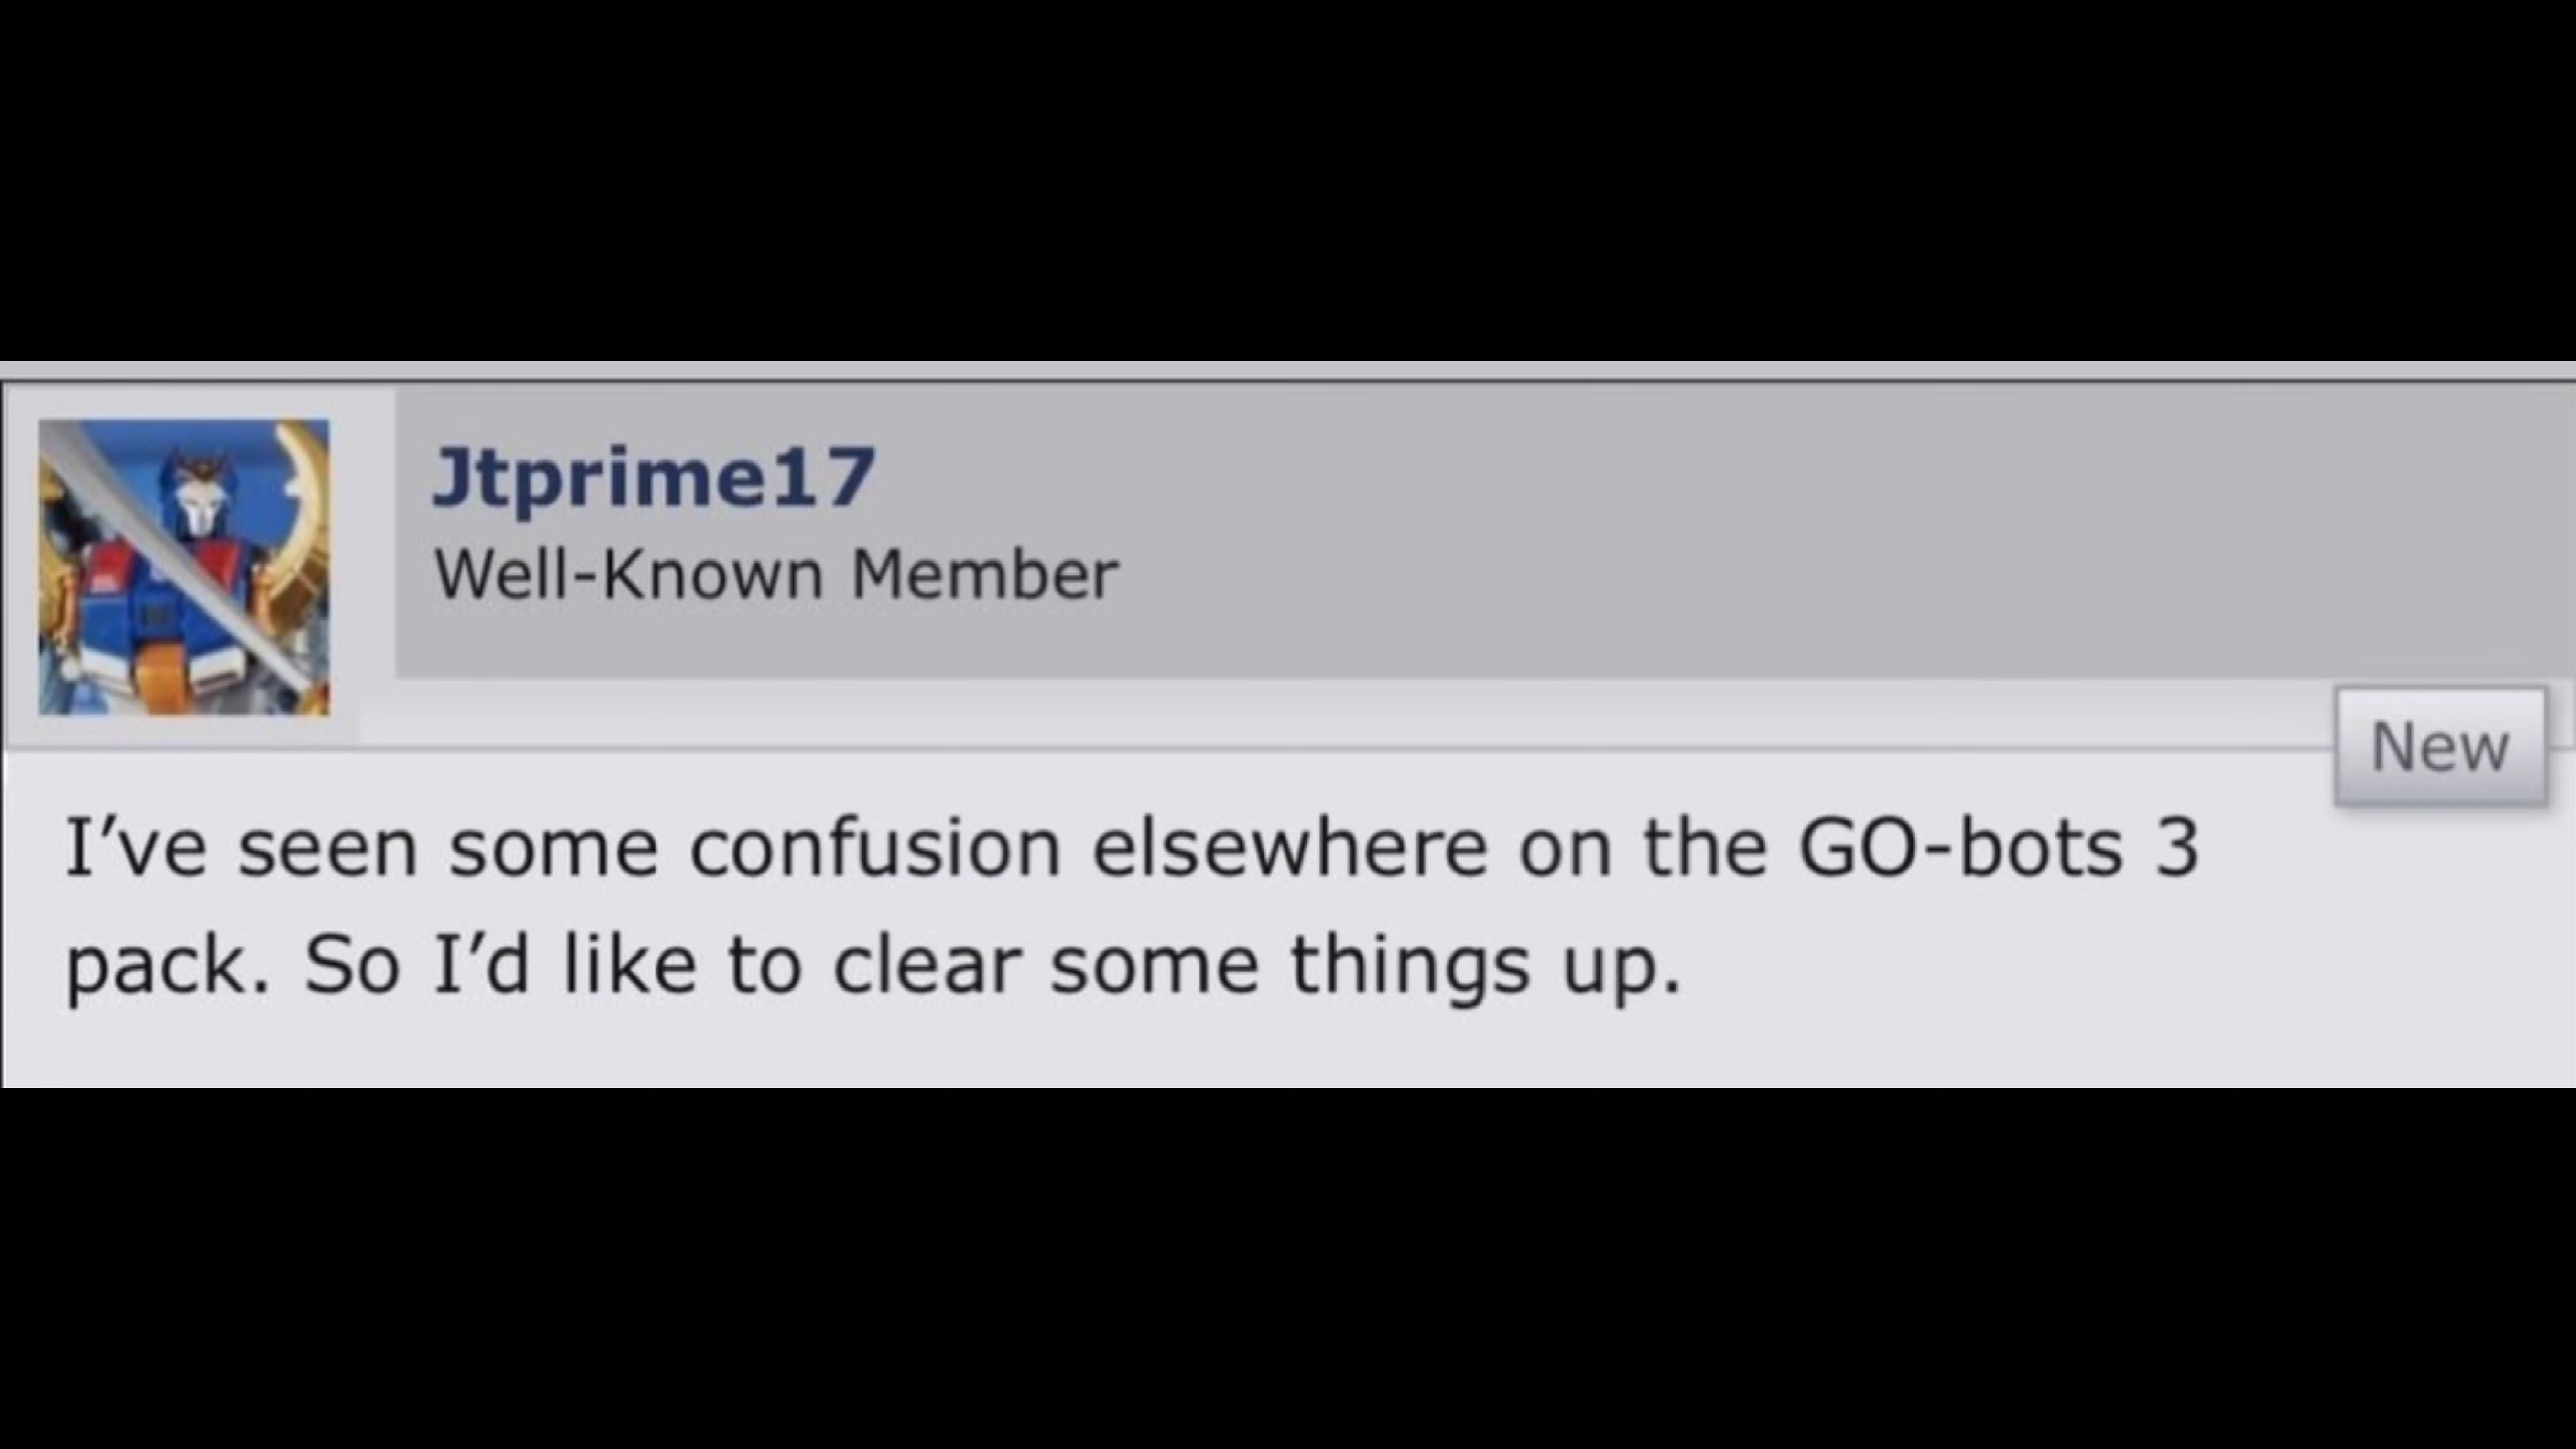 Jtprime17
Well-Known Member
New
I’ve seen some confusion elsewhere on the GO-bots 3
pack. So I’d like to clear some things up.